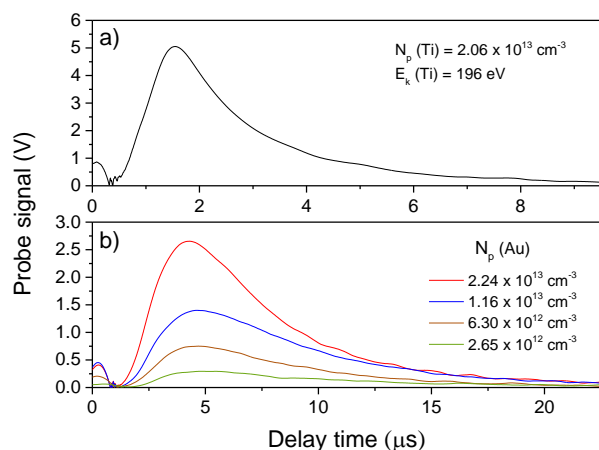 a)
N_p (Ti) = 2.06 x 10^13 cm^-3
E_k (Ti) = 196 eV
6
5
4
3
2
1
0
0 2 4 6 8
Probe signal (V)
b)
N_p (Au)
2.24 x 10^13 cm^-3
1.16 x 10^13 cm^-3
6.30 x 10^12 cm^-3
2.65 x 10^12 cm^-3
3.0
2.5
2.0
1.5
1.0
0.5
0.0
0 5 10 15 20
Delay time (μs)